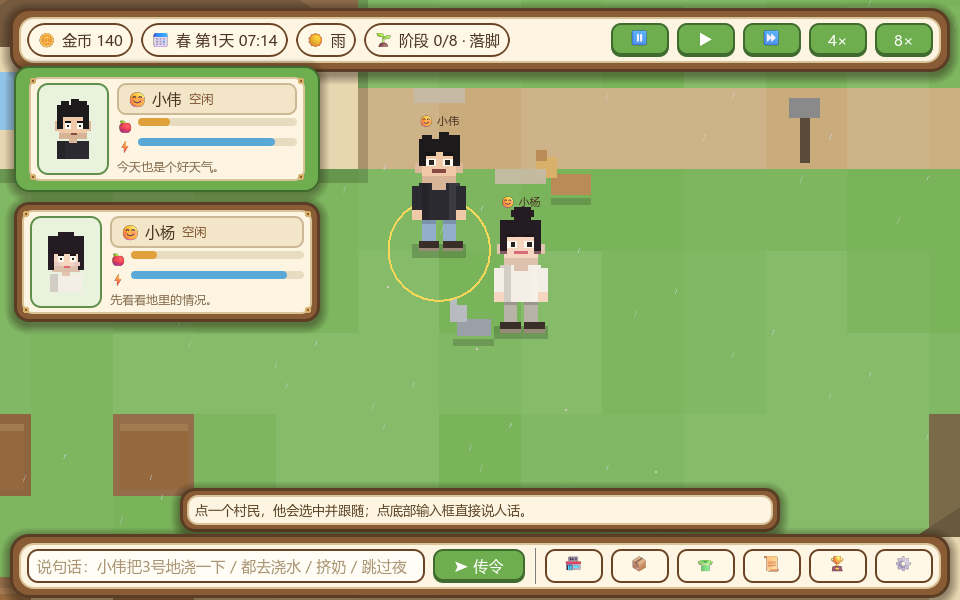 金币 140
春 第1天 07:14
雨
阶段 0/8 · 落脚
4×
8×
小伟 空闲
今天也是个好天气。
小杨 空闲
先看看地里的情况。
小伟
小杨
点一个村民，他会选中并跟随；点底部输入框直接说人话。
说句话：小伟把3号地浇一下 / 都去浇水 / 挤奶 / 跳过夜
传令